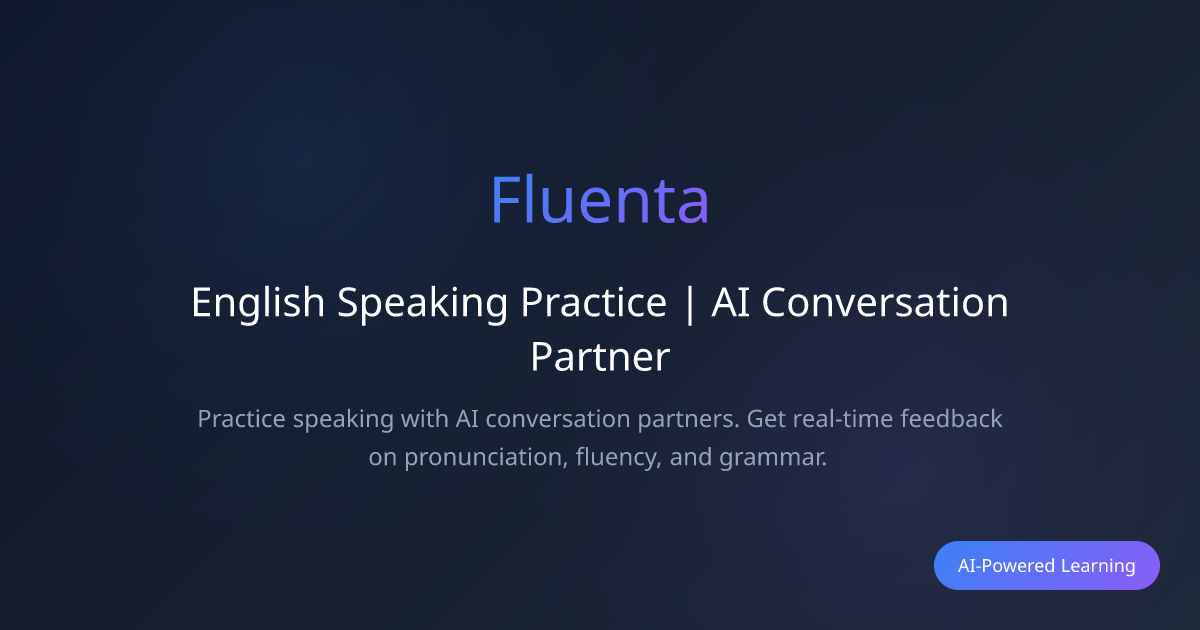 Fluenta
English Speaking Practice | AI Conversation
Partner
Practice speaking with AI conversation partners. Get real-time feedback
on pronunciation, fluency, and grammar.
AI-Powered Learning